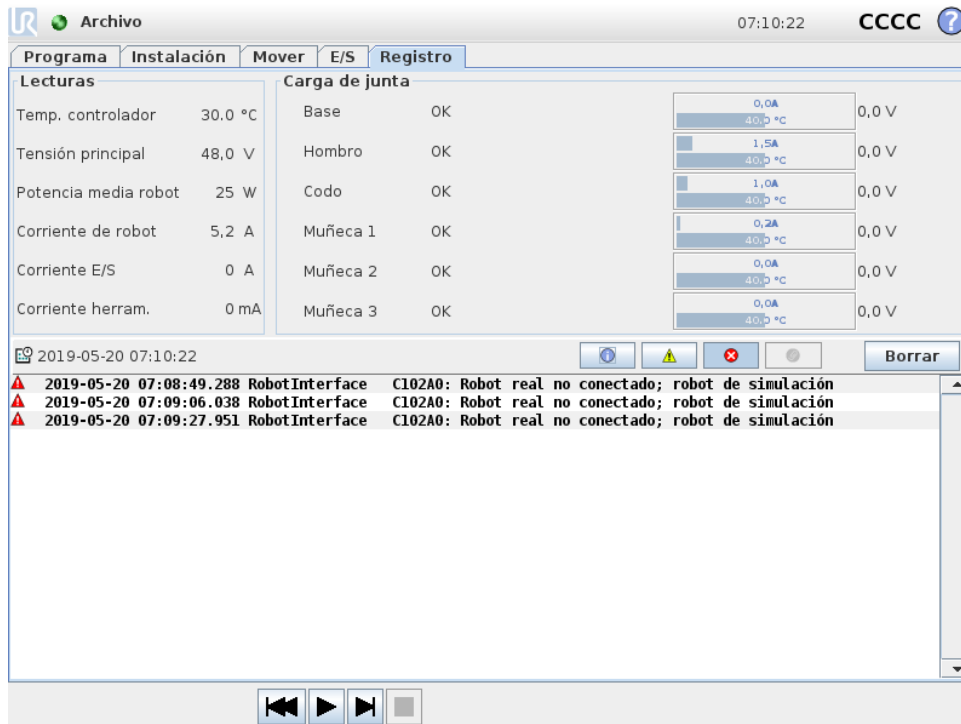 UR Archivo 07:10:22 CCCC ?
Programa Instalación Mover E/S Registro
Lecturas
Temp. controlador 30.0 °C
Tensión principal 48,0 V
Potencia media robot 25 W
Corriente de robot 5,2 A
Corriente E/S 0 A
Corriente herram. 0 mA
Carga de junta
Base OK 0,0A 40.0 °C 0,0 V
Hombro OK 1,5A 40.0 °C 0,0 V
Codo OK 1,0A 40.0 °C 0,0 V
Muñeca 1 OK 0,2A 40.0 °C 0,0 V
Muñeca 2 OK 0,0A 40.0 °C 0,0 V
Muñeca 3 OK 0,0A 40.0 °C 0,0 V
2019-05-20 07:10:22 Borrar
2019-05-20 07:08:49.288 RobotInterface C102A0: Robot real no conectado; robot de simulación
2019-05-20 07:09:06.038 RobotInterface C102A0: Robot real no conectado; robot de simulación
2019-05-20 07:09:27.951 RobotInterface C102A0: Robot real no conectado; robot de simulación